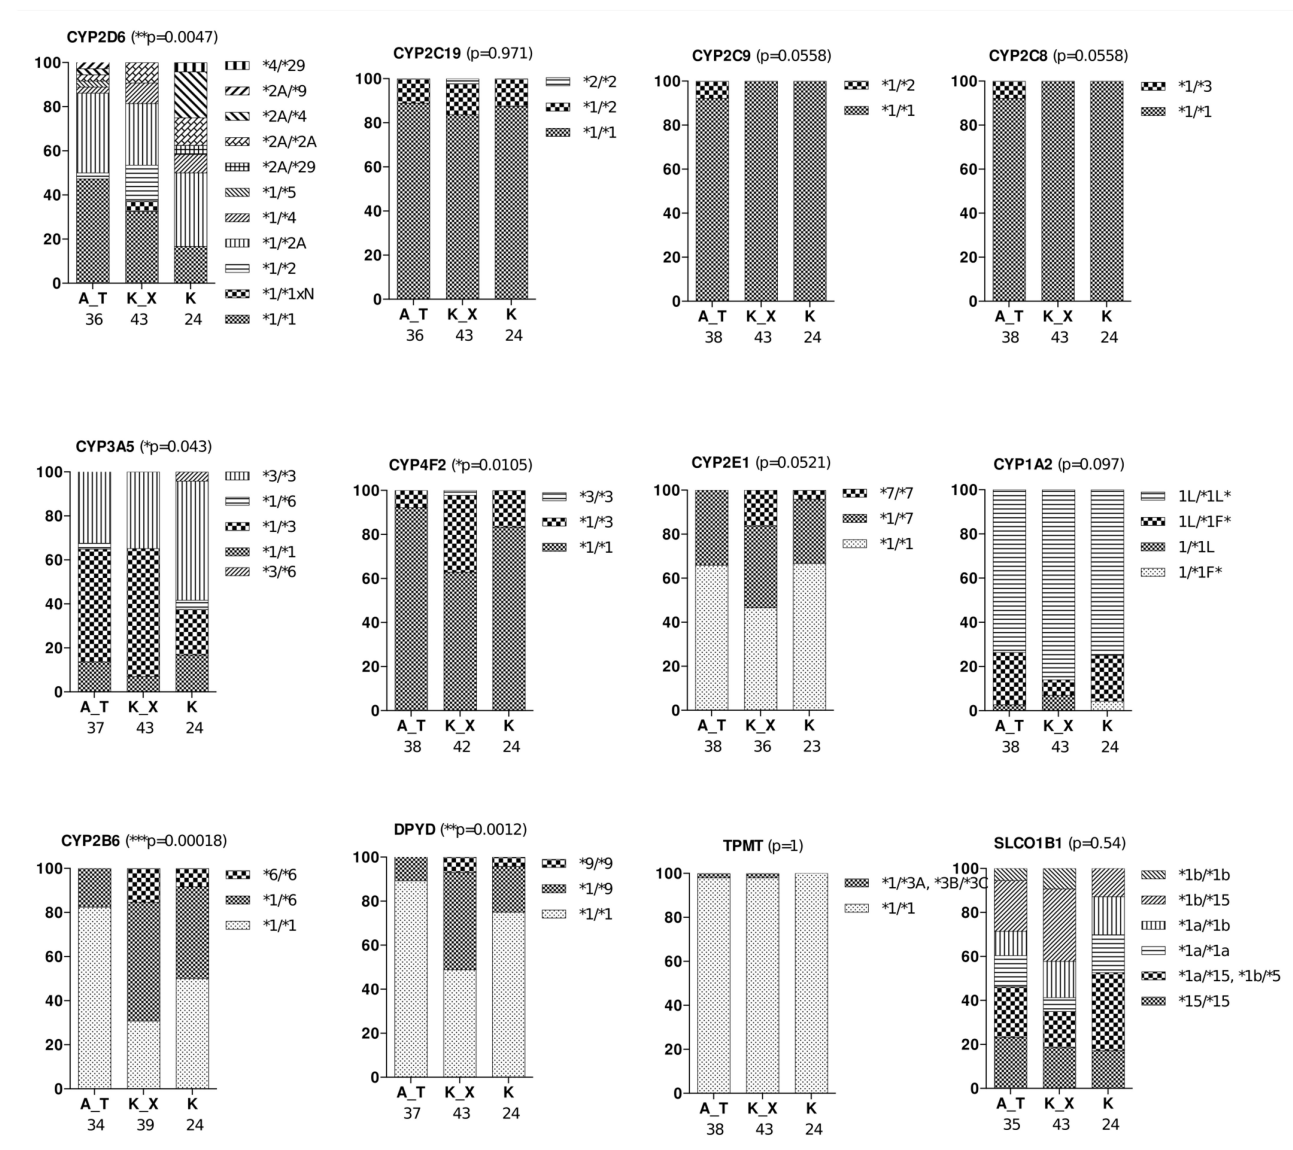 CYP2D6 (**p=0.0047)
100
80
60
40
20
0
A_T K_X K
36 43 24
*4/*29
*2A/*9
*2A/*4
*2A/*2A
*2A/*29
*1/*5
*1/*4
*1/*2A
*1/*2
*1/*1xN
*1/*1
CYP2C19 (p=0.971)
100
80
60
40
20
0
A_T K_X K
36 43 24
*2/*2
*1/*2
*1/*1
CYP2C9 (p=0.0558)
100
80
60
40
20
0
A_T K_X K
38 43 24
*1/*2
*1/*1
CYP2C8 (p=0.0558)
100
80
60
40
20
0
A_T K_X K
38 43 24
*1/*3
*1/*1
CYP3A5 (*p=0.043)
100
80
60
40
20
0
A_T K_X K
37 43 24
*3/*3
*1/*6
*1/*3
*1/*1
*3/*6
CYP4F2 (*p=0.0105)
100
80
60
40
20
0
A_T K_X K
38 42 24
*3/*3
*1/*3
*1/*1
CYP2E1 (p=0.0521)
100
80
60
40
20
0
A_T K_X K
38 36 23
*7/*7
*1/*7
*1/*1
CYP1A2 (p=0.097)
100
80
60
40
20
0
A_T K_X K
38 43 24
1L/*1L*
1L/*1F*
1/*1L
1/*1F*
CYP2B6 (***p=0.00018)
100
80
60
40
20
0
A_T K_X K
34 39 24
*6/*6
*1/*6
*1/*1
DPYD (**p=0.0012)
100
80
60
40
20
0
A_T K_X K
37 43 24
*9/*9
*1/*9
*1/*1
TPMT (p=1)
100
80
60
40
20
0
A_T K_X K
38 43 24
*1/*3A, *3B/*3C
*1/*1
SLCO1B1 (p=0.54)
100
80
60
40
20
0
A_T K_X K
35 43 24
*1b/*1b
*1b/*15
*1a/*1b
*1a/*1a
*1a/*15, *1b/*5
*15/*15